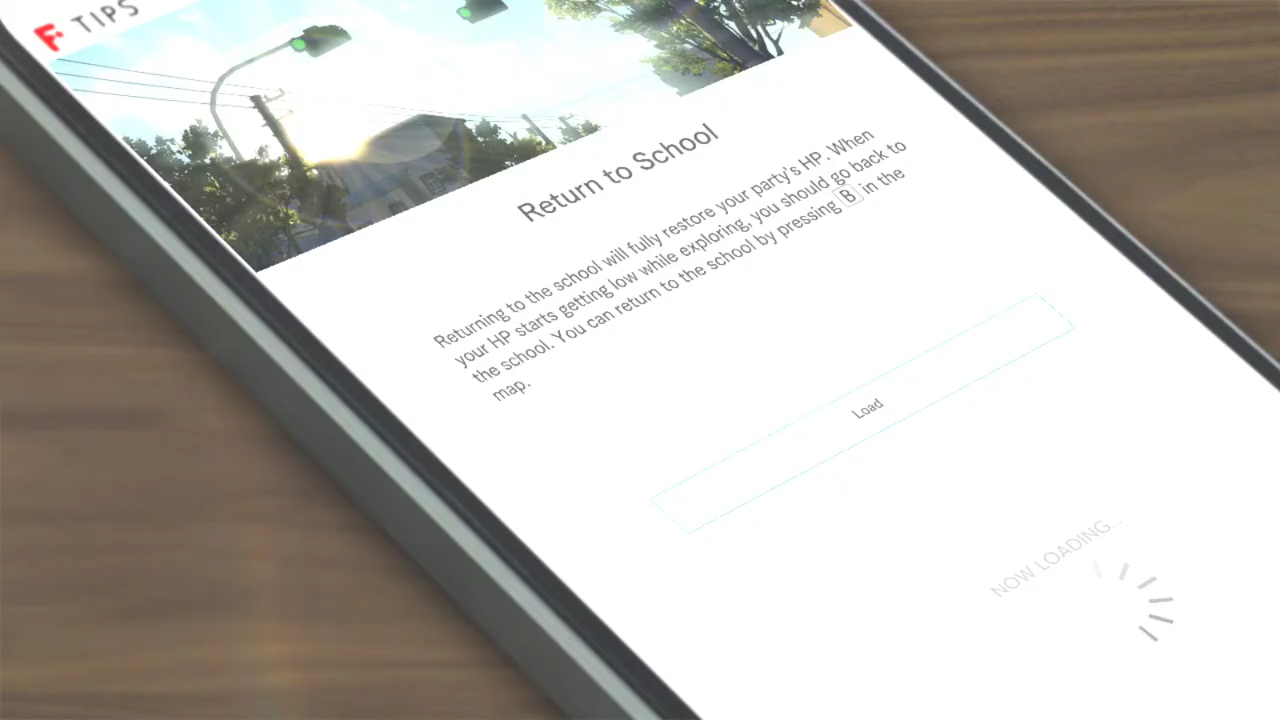 TIPS
Return to School
Returning to the school will fully restore your party's HP. When
your HP starts getting low while exploring, you should go back to
the school. You can return to the school by pressing B in the
map.
Load
NOW LOADING...